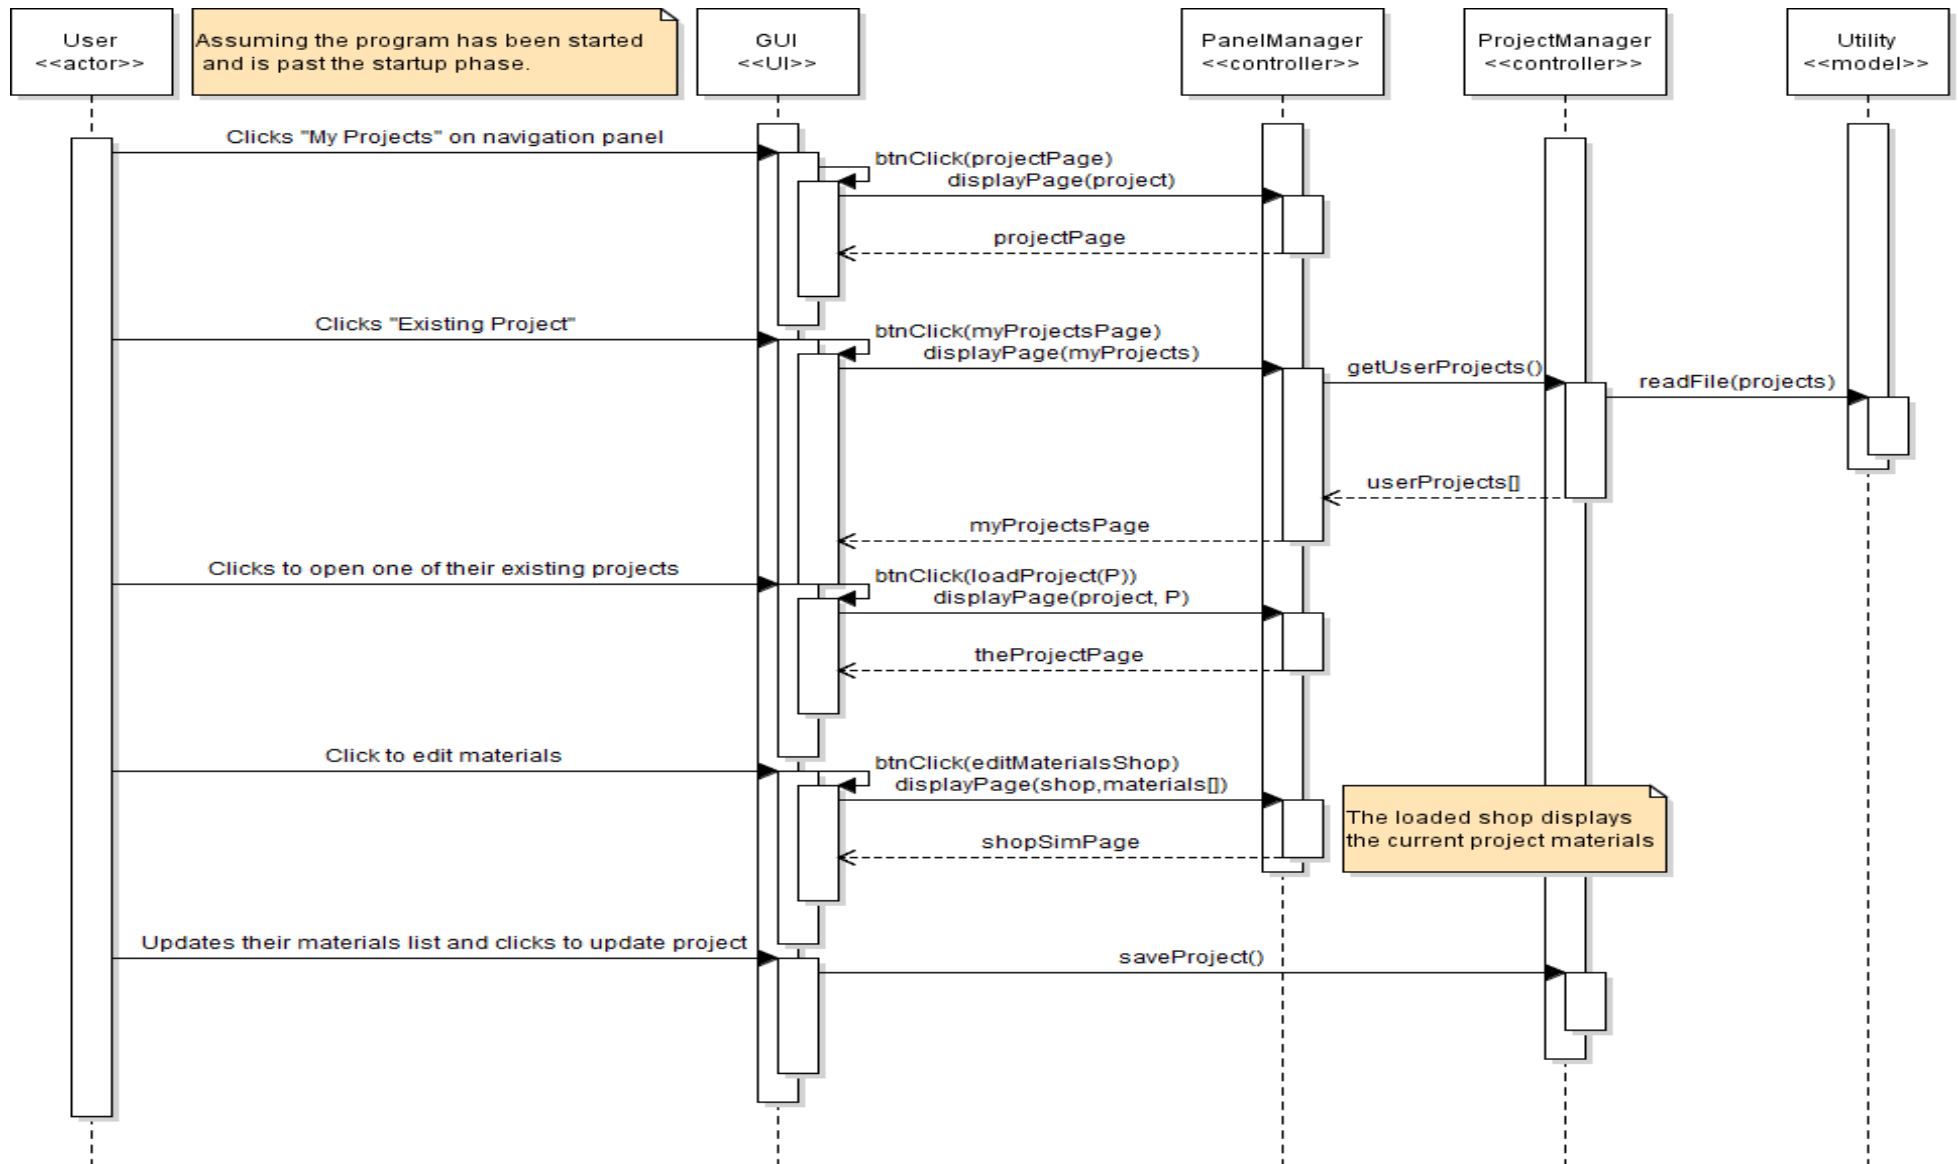 User
<<actor>>
Assuming the program has been started
and is past the startup phase.
GUI
<<UI>>
PanelManager
<<controller>>
ProjectManager
<<controller>>
Utility
<<model>>
Clicks "My Projects" on navigation panel
btnClick(projectPage)
displayPage(project)
projectPage
Clicks "Existing Project"
btnClick(myProjectsPage)
displayPage(myProjects)
getUserProjects()
readFile(projects)
userProjects[]
myProjectsPage
Clicks to open one of their existing projects
btnClick(loadProject(P))
displayPage(project, P)
theProjectPage
Click to edit materials
btnClick(editMaterialsShop)
displayPage(shop,materials[])
The loaded shop displays
the current project materials
shopSimPage
Updates their materials list and clicks to update project
saveProject()